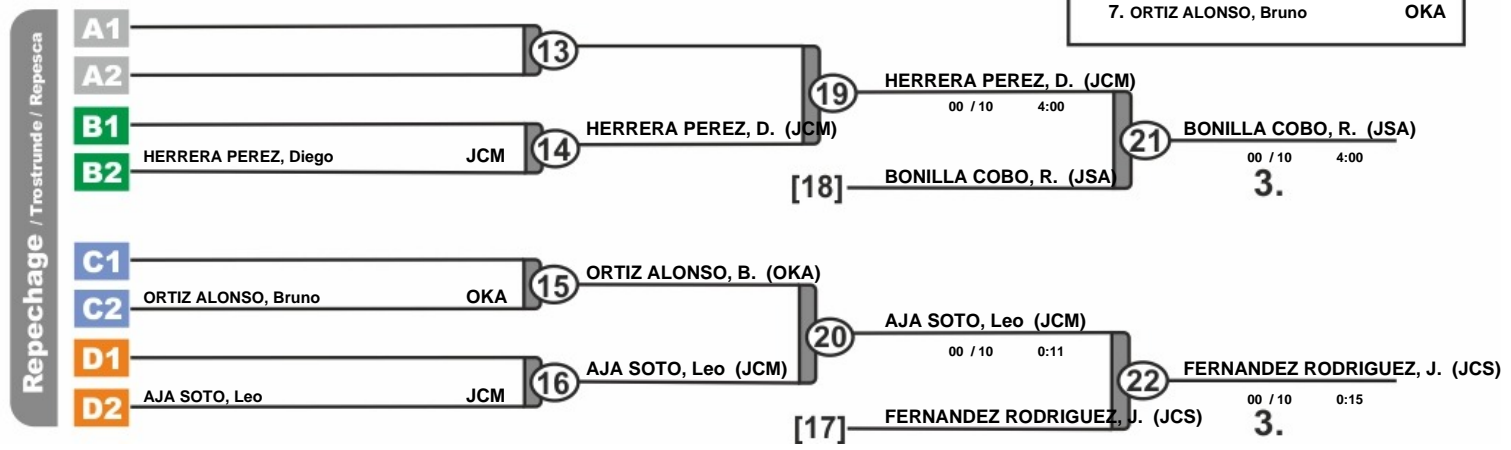 7. ORTIZ ALONSO, Bruno OKA
Repechage / Trostrunde / Repesca
A1
13
A2
19
HERRERA PEREZ, D. (JCM)
00 / 10 4:00
B1
HERRERA PEREZ, D. (JCM)
14
HERRERA PEREZ, Diego JCM
B2
21
BONILLA COBO, R. (JSA)
00 / 10 4:00
3.
[18]
BONILLA COBO, R. (JSA)
C1
15
ORTIZ ALONSO, B. (OKA)
ORTIZ ALONSO, Bruno OKA
C2
20
AJA SOTO, Leo (JCM)
00 / 10 0:11
D1
16
AJA SOTO, Leo (JCM)
AJA SOTO, Leo JCM
D2
22
FERNANDEZ RODRIGUEZ, J. (JCS)
00 / 10 0:15
3.
[17]
FERNANDEZ RODRIGUEZ, J. (JCS)